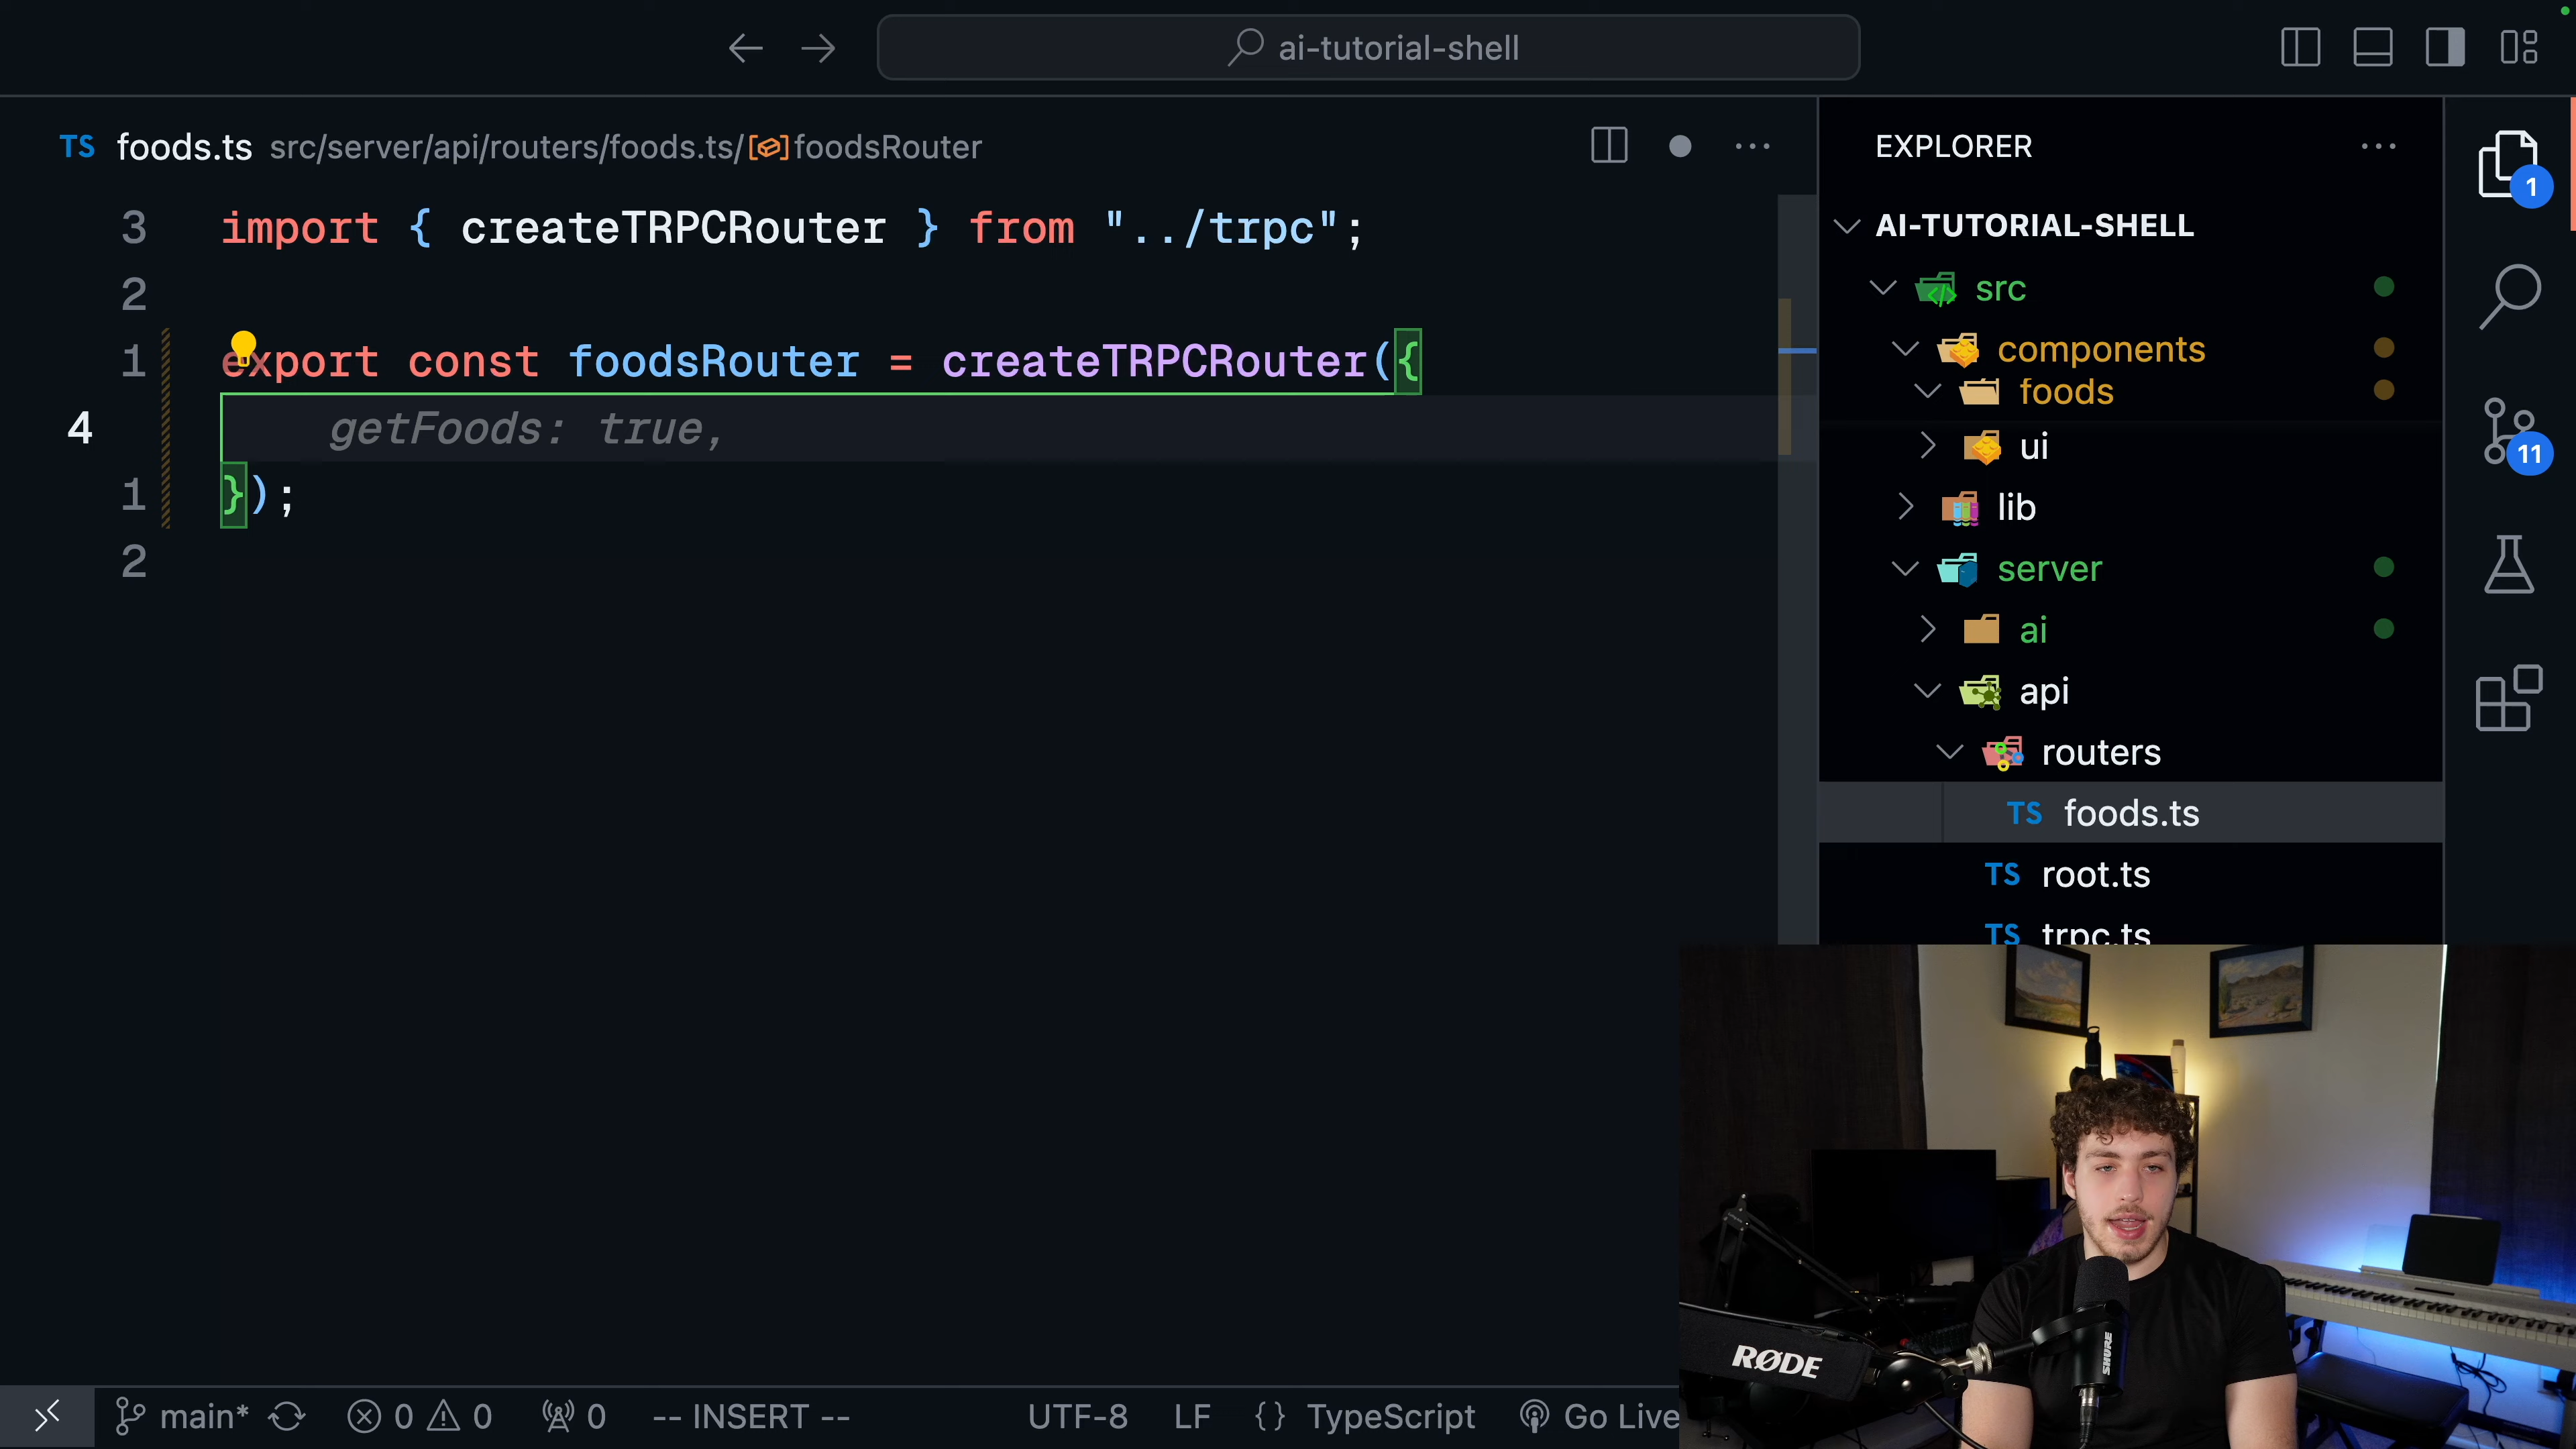 ai-tutorial-shell
TS foods.ts src/server/api/routers/foods.ts/foodsRouter
3 import { createTRPCRouter } from "../trpc";
2
1 export const foodsRouter = createTRPCRouter({
4 getFoods: true,
1 });
2
EXPLORER
AI-TUTORIAL-SHELL
src
components
foods
ui
lib
server
ai
api
routers
TS foods.ts
TS root.ts
TS trpc.ts
1
11
RØDE
SHURE
main* 0 0 0 -- INSERT -- UTF-8 LF {} TypeScript Go Live